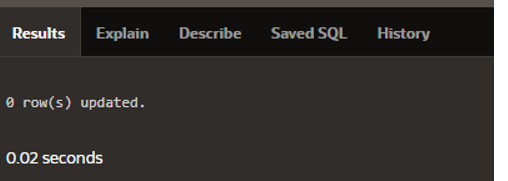 Results Explain Describe Saved SQL History
0 row(s) updated.
0.02 seconds